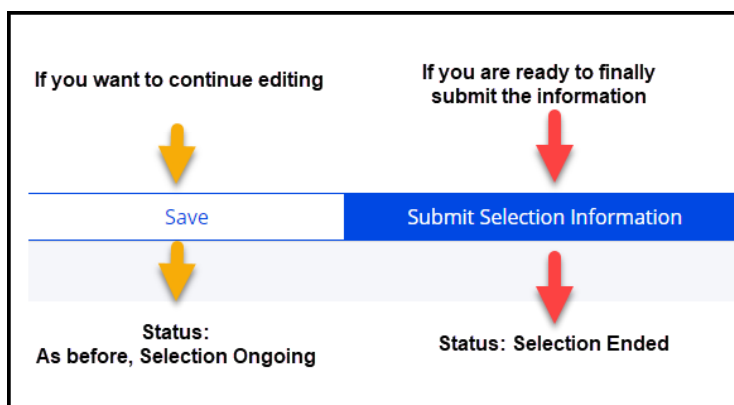 If you want to continue editing
If you are ready to finally
submit the information
Save
Submit Selection Information
Status:
As before, Selection Ongoing
Status: Selection Ended